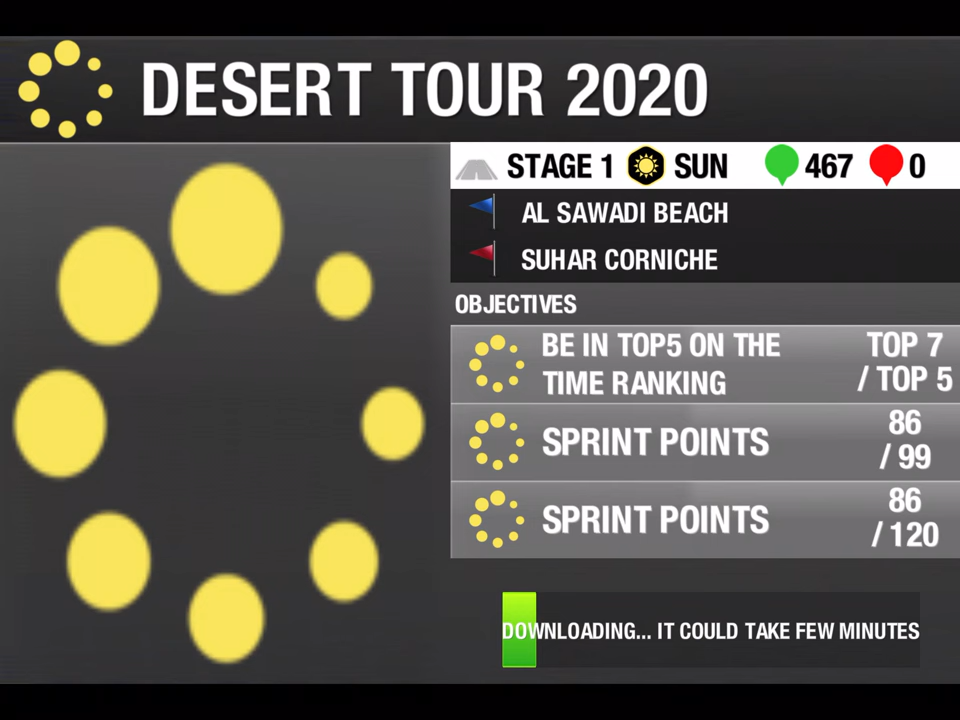 DESERT TOUR 2020
STAGE 1 SUN 467 0
AL SAWADI BEACH
SUHAR CORNICHE
OBJECTIVES
BE IN TOP5 ON THE
TIME RANKING
TOP 7
/ TOP 5
SPRINT POINTS
86
/ 99
SPRINT POINTS
86
/ 120
DOWNLOADING... IT COULD TAKE FEW MINUTES